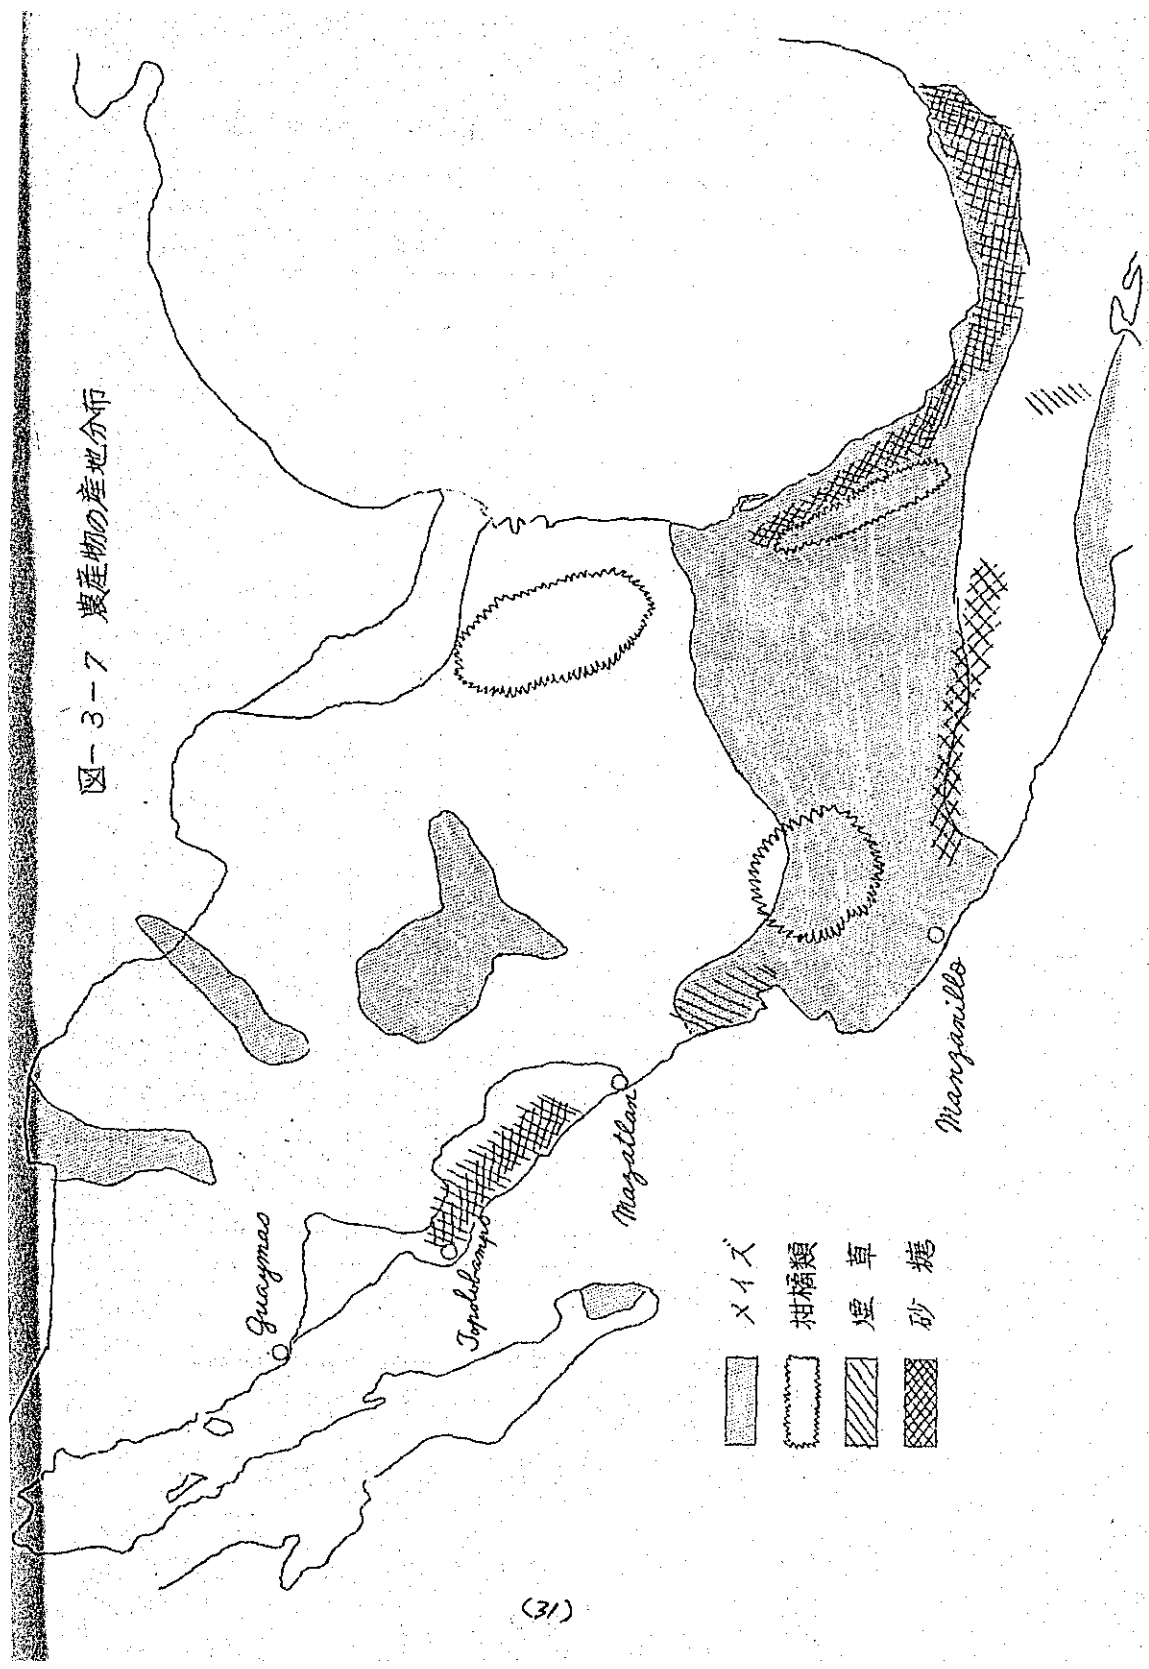 図-3-7 農産物の産地分布
Guaymas
Topolobampo
Mazatlan
Manzanillo
メイズ
柑橘類
煙草
砂糖
(31)